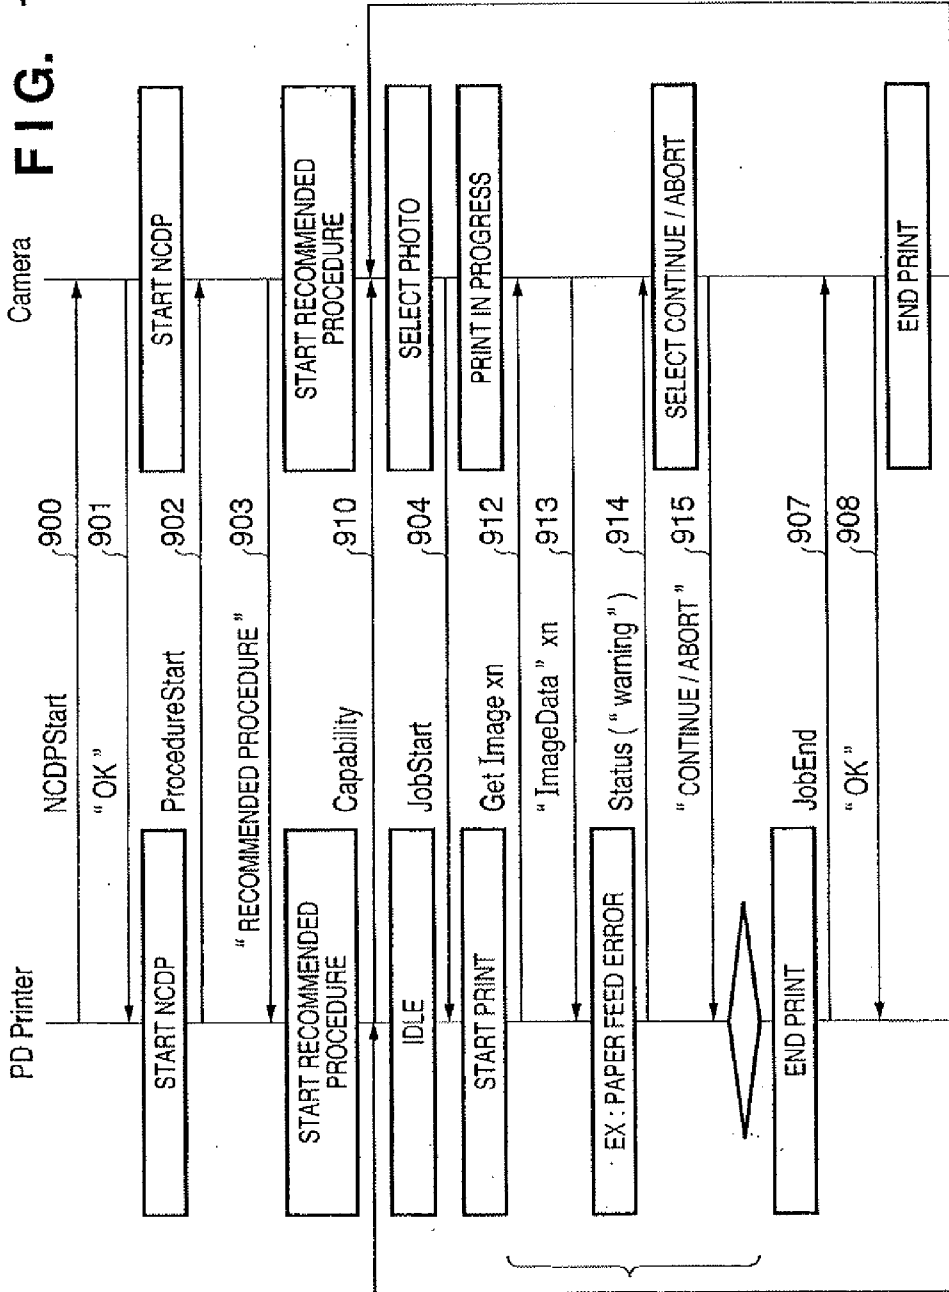 FIG.
PD Printer
Camera
NCDPStart
900
"OK"
901
START NCDP
START NCDP
ProcedureStart
902
"RECOMMENDED PROCEDURE"
903
START RECOMMENDED
PROCEDURE
START RECOMMENDED
PROCEDURE
Capability
910
IDLE
SELECT PHOTO
JobStart
904
START PRINT
PRINT IN PROGRESS
Get Image xn
912
"ImageData" xn
913
EX : PAPER FEED ERROR
Status ( "warning" )
914
SELECT CONTINUE / ABORT
"CONTINUE / ABORT"
915
END PRINT
JobEnd
907
"OK"
908
END PRINT